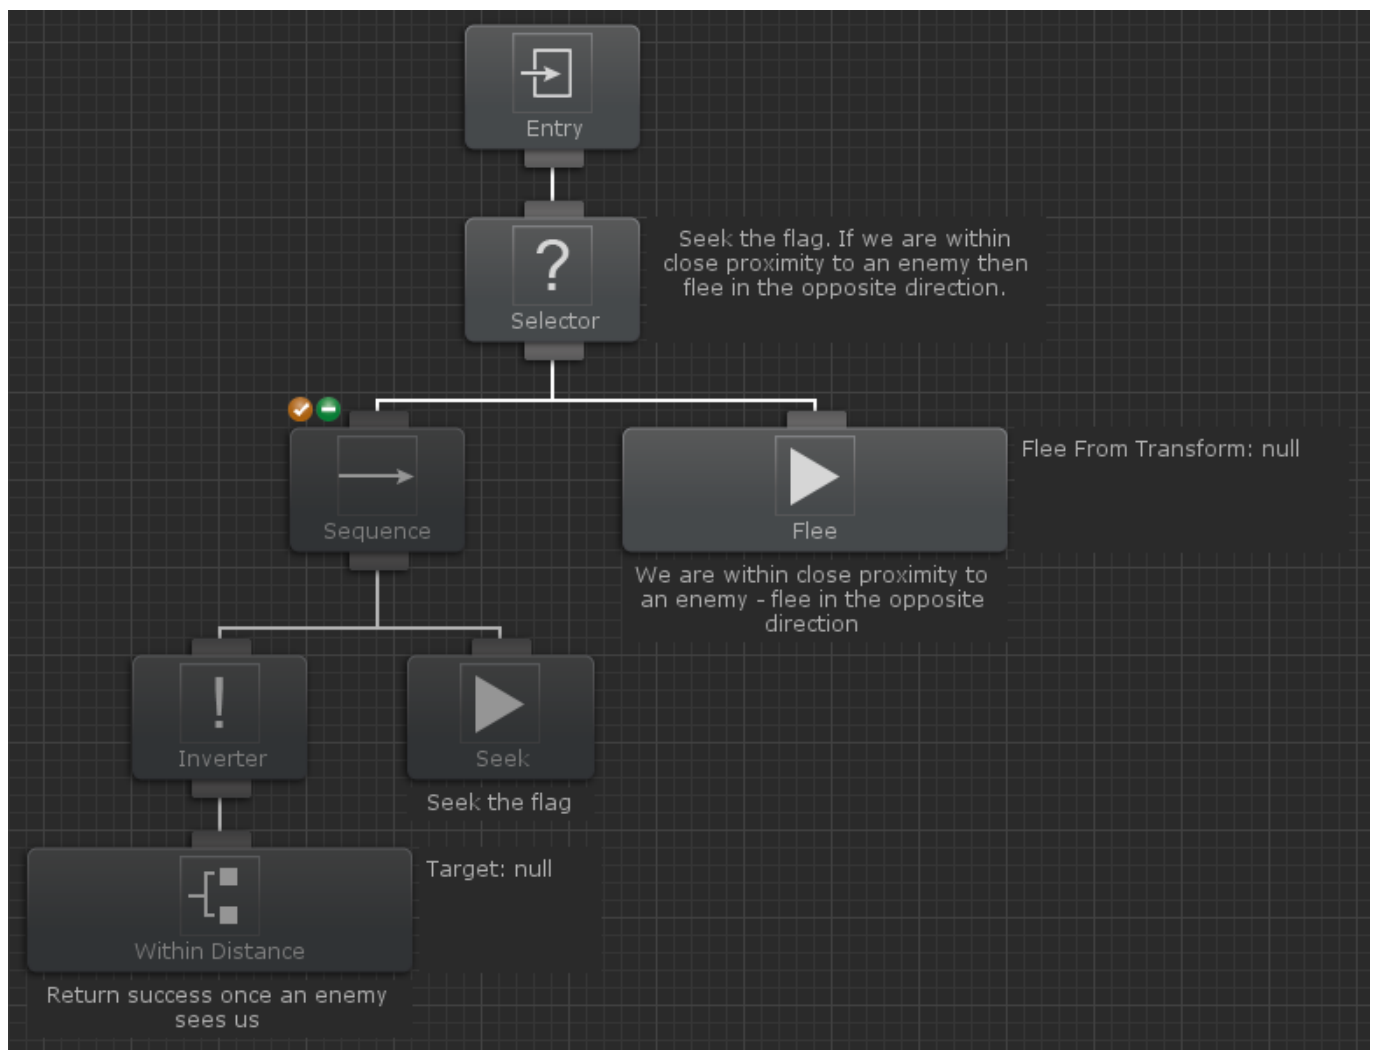 Entry
Seek the flag. If we are within
close proximity to an enemy then
flee in the opposite direction.
?
Selector
Sequence
Flee
Flee From Transform: null
We are within close proximity to
an enemy - flee in the opposite
direction
!
Inverter
Seek
Seek the flag
Within Distance
Target: null
Return success once an enemy
sees us